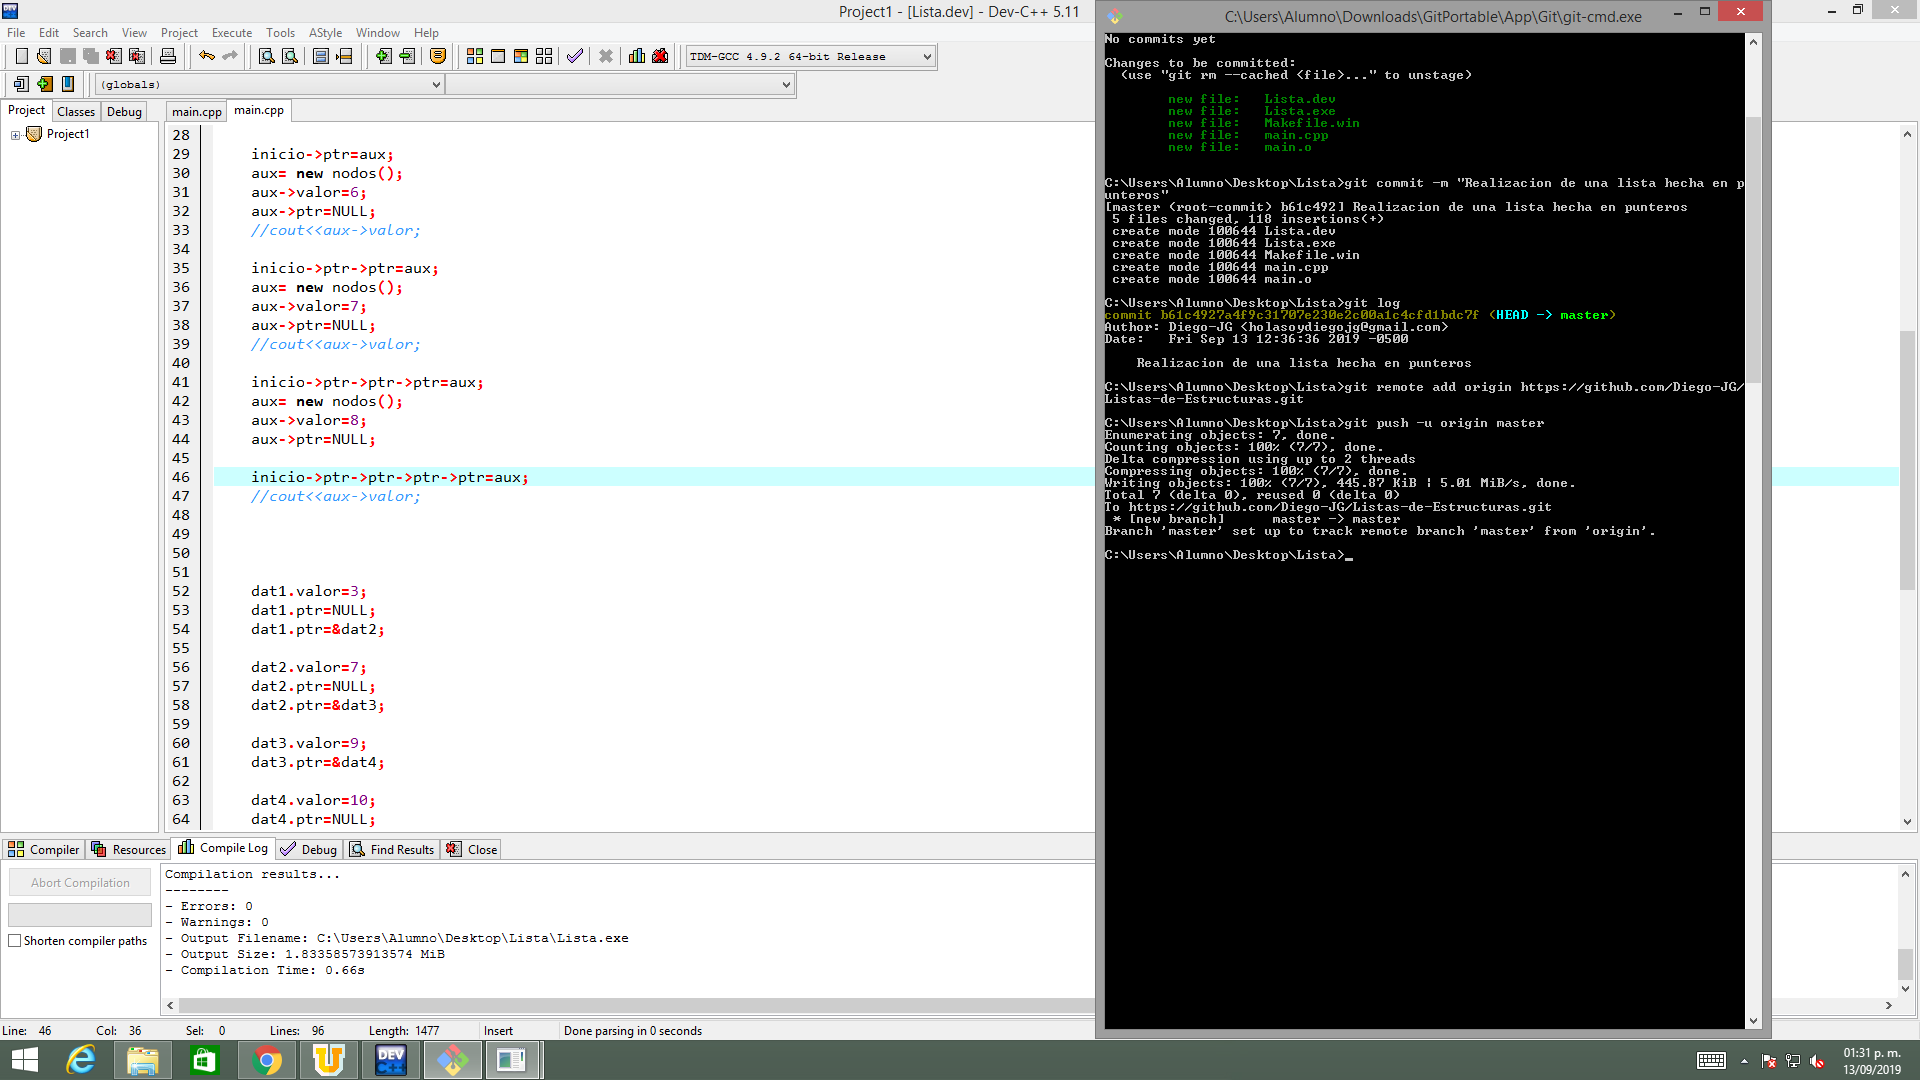 Project1 - [Lista.dev] - Dev-C++ 5.11
File Edit Search View Project Execute Tools AStyle Window Help
TDM-GCC 4.9.2 64-bit Release
(globals)
Project Classes Debug
main.cpp main.cpp
Project1
28
29 inicio->ptr=aux;
30 aux= new nodos();
31 aux->valor=6;
32 aux->ptr=NULL;
33 //cout<<aux->valor;
34
35 inicio->ptr->ptr=aux;
36 aux= new nodos();
37 aux->valor=7;
38 aux->ptr=NULL;
39 //cout<<aux->valor;
40
41 inicio->ptr->ptr->ptr=aux;
42 aux= new nodos();
43 aux->valor=8;
44 aux->ptr=NULL;
45
46 inicio->ptr->ptr->ptr->ptr=aux;
47 //cout<<aux->valor;
48
49
50
51
52 dat1.valor=3;
53 dat1.ptr=NULL;
54 dat1.ptr=&dat2;
55
56 dat2.valor=7;
57 dat2.ptr=NULL;
58 dat2.ptr=&dat3;
59
60 dat3.valor=9;
61 dat3.ptr=&dat4;
62
63 dat4.valor=10;
64 dat4.ptr=NULL;
Compiler Resources Compile Log Debug Find Results Close
Abort Compilation
Shorten compiler paths
Compilation results...
--------
- Errors: 0
- Warnings: 0
- Output Filename: C:\Users\Alumno\Desktop\Lista\Lista.exe
- Output Size: 1.83358573913574 MiB
- Compilation Time: 0.66s
Line: 46 Col: 36 Sel: 0 Lines: 96 Length: 1477 Insert Done parsing in 0 seconds
C:\Users\Alumno\Downloads\GitPortable\App\Git\git-cmd.exe
No commits yet
Changes to be committed:
(use "git rm --cached <file>..." to unstage)
new file: Lista.dev
new file: Lista.exe
new file: Makefile.win
new file: main.cpp
new file: main.o
C:\Users\Alumno\Desktop\Lista>git commit -m "Realizacion de una lista hecha en p
unteros"
[master (root-commit) b61c492] Realizacion de una lista hecha en punteros
5 files changed, 118 insertions(+)
create mode 100644 Lista.dev
create mode 100644 Lista.exe
create mode 100644 Makefile.win
create mode 100644 main.cpp
create mode 100644 main.o
C:\Users\Alumno\Desktop\Lista>git log
commit b61c4927a4f9c31707e230e2c00a1c4cfd1bdc7f (HEAD -> master)
Author: Diego-JG <holasoydiegojg@gmail.com>
Date: Fri Sep 13 12:36:36 2019 -0500
Realizacion de una lista hecha en punteros
C:\Users\Alumno\Desktop\Lista>git remote add origin https://github.com/Diego-JG/
Listas-de-Estructuras.git
C:\Users\Alumno\Desktop\Lista>git push -u origin master
Enumerating objects: 7, done.
Counting objects: 100% (7/7), done.
Delta compression using up to 2 threads
Compressing objects: 100% (7/7), done.
Writing objects: 100% (7/7), 445.87 KiB | 5.01 MiB/s, done.
Total 7 (delta 0), reused 0 (delta 0)
To https://github.com/Diego-JG/Listas-de-Estructuras.git
* [new branch] master -> master
Branch 'master' set up to track remote branch 'master' from 'origin'.
C:\Users\Alumno\Desktop\Lista>_
DEV
C++
01:31 p. m.
13/09/2019